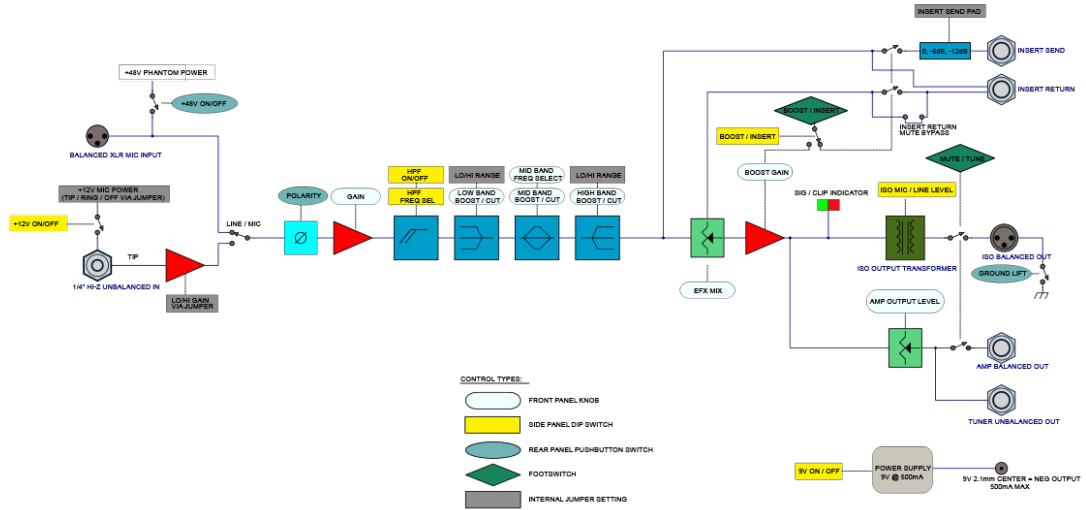 INSERT SEND PAD
0, -6dB, -12dB
INSERT SEND
INSERT RETURN
+48V PHANTOM POWER
+48V ON/OFF
BALANCED XLR MIC INPUT
BOOST / INSERT
BOOST / INSERT
INSERT RETURN
MUTE BYPASS
+12V MIC POWER
(TIP / RING / OFF VIA JUMPER)
+12V ON/OFF
LINE / MIC
TIP
1/4" HI-Z UNBALANCED IN
LO/HI GAIN
VIA JUMPER
POLARITY
Ø
GAIN
HPF
ON/OFF
HPF
FREQ SEL
LO/HI RANGE
LOW BAND
BOOST / CUT
MID BAND
FREQ SELECT
MID BAND
BOOST / CUT
LO/HI RANGE
HIGH BAND
BOOST / CUT
BOOST GAIN
EFX MIX
SIG / CLIP INDICATOR
ISO MIC / LINE LEVEL
MUTE / TUNE
ISO OUTPUT TRANSFORMER
ISO BALANCED OUT
GROUND LIFT
AMP OUTPUT LEVEL
AMP BALANCED OUT
TUNER UNBALANCED OUT
CONTROL TYPES:
FRONT PANEL KNOB
SIDE PANEL DIP SWITCH
REAR PANEL PUSHBUTTON SWITCH
FOOTSWITCH
INTERNAL JUMPER SETTING
9V ON / OFF
POWER SUPPLY
9V @ 500mA
9V 2.1mm CENTER = NEG OUTPUT
500mA MAX